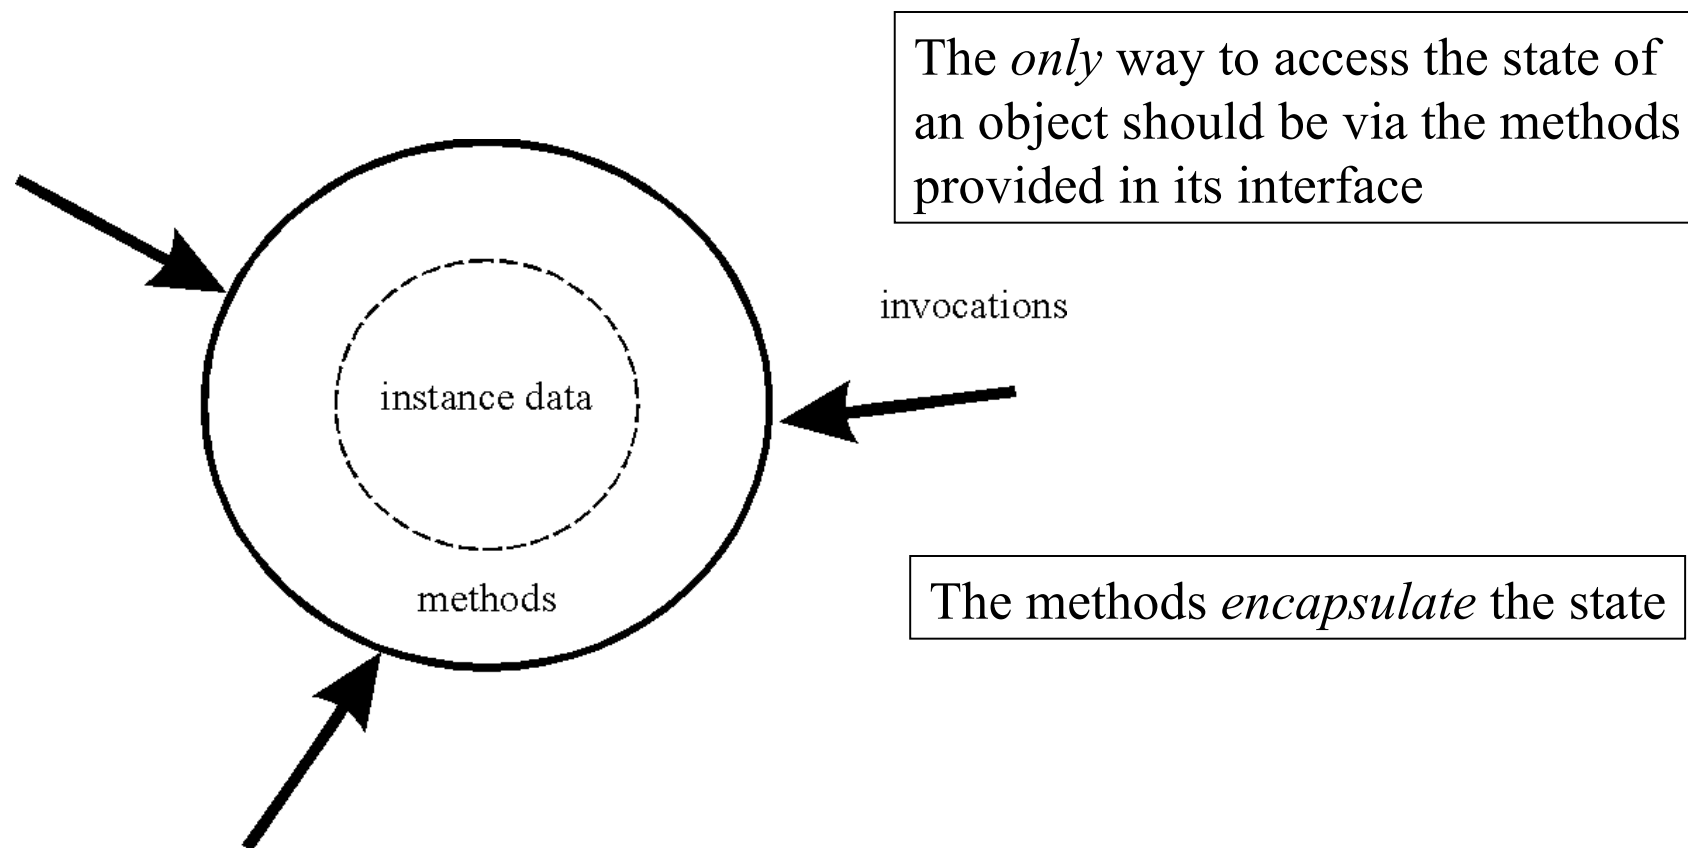 The only way to access the state of
an object should be via the methods
provided in its interface
invocations
instance data
methods
The methods encapsulate the state